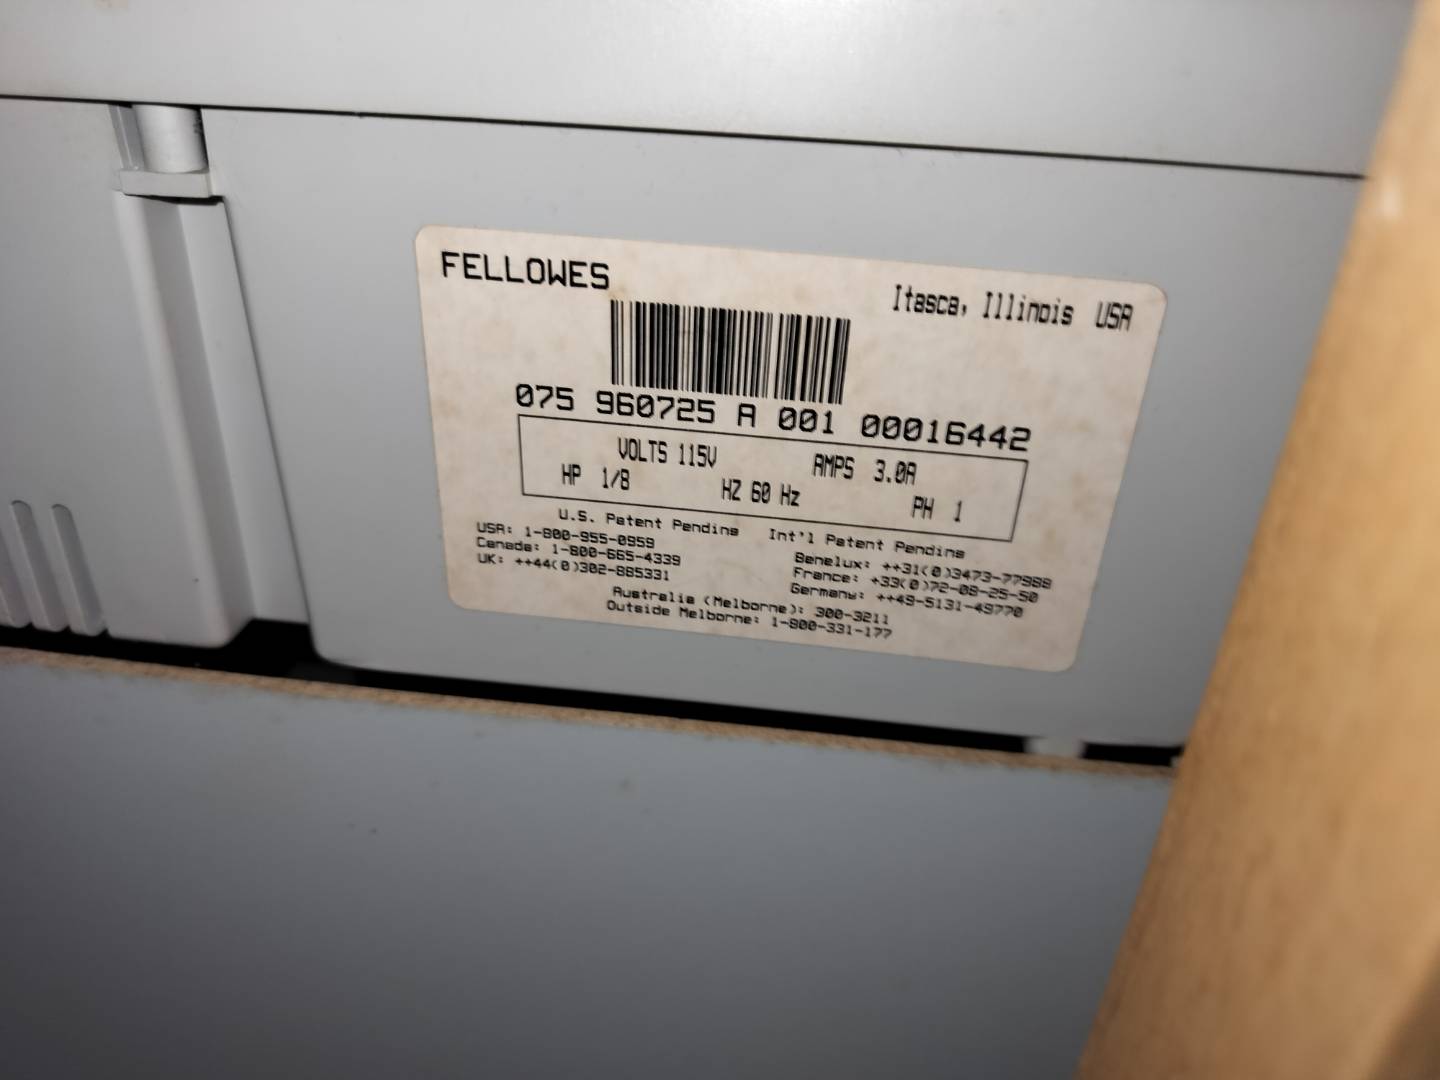 FELLOWES
Itasca, Illinois USA
075 960725 A 001 00016442
VOLTS 115V AMPS 3.0A
HP 1/8 HZ 60 Hz PH 1
U.S. Patent Pending Int'l Patent Pending
USA: 1-800-955-0959
Canada: 1-800-665-4339
UK: ++44(0)302-885331
Benelux: ++31(0)3473-77988
France: +33(0)72-08-25-50
Germany: ++49-5131-49770
Australia (Melborne): 300-3211
Outside Melborne: 1-800-331-177